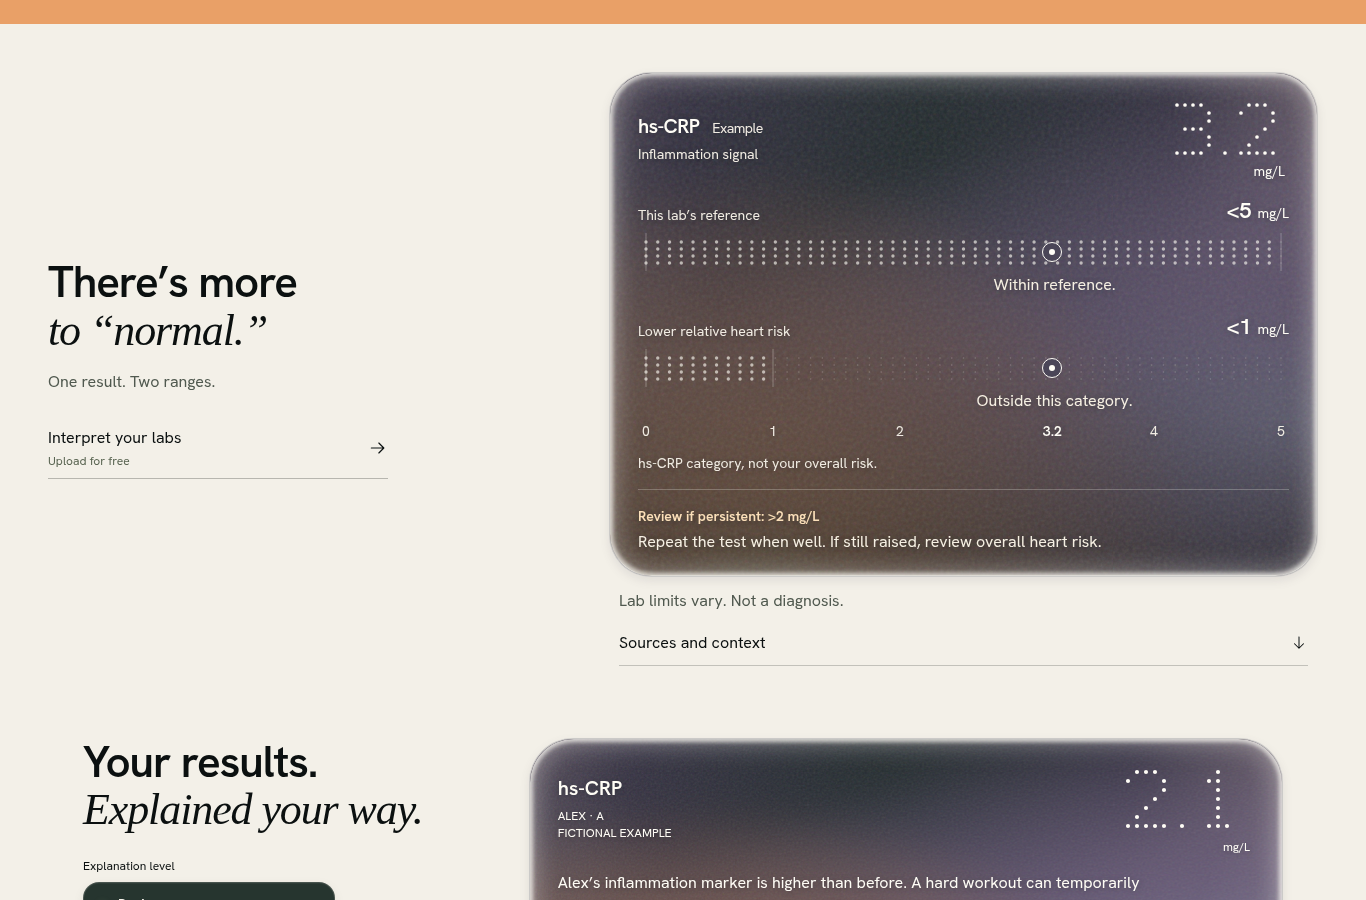 There’s more
to “normal.”
One result. Two ranges.
Interpret your labs
Upload for free
hs-CRP Example
Inflammation signal
3.2
mg/L
This lab’s reference
<5 mg/L
Within reference.
Lower relative heart risk
<1 mg/L
Outside this category.
0 1 2 3.2 4 5
hs-CRP category, not your overall risk.
Review if persistent: >2 mg/L
Repeat the test when well. If still raised, review overall heart risk.
Lab limits vary. Not a diagnosis.
Sources and context
Your results.
Explained your way.
Explanation level
hs-CRP
ALEX · A
FICTIONAL EXAMPLE
2.1
mg/L
Alex’s inflammation marker is higher than before. A hard workout can temporarily